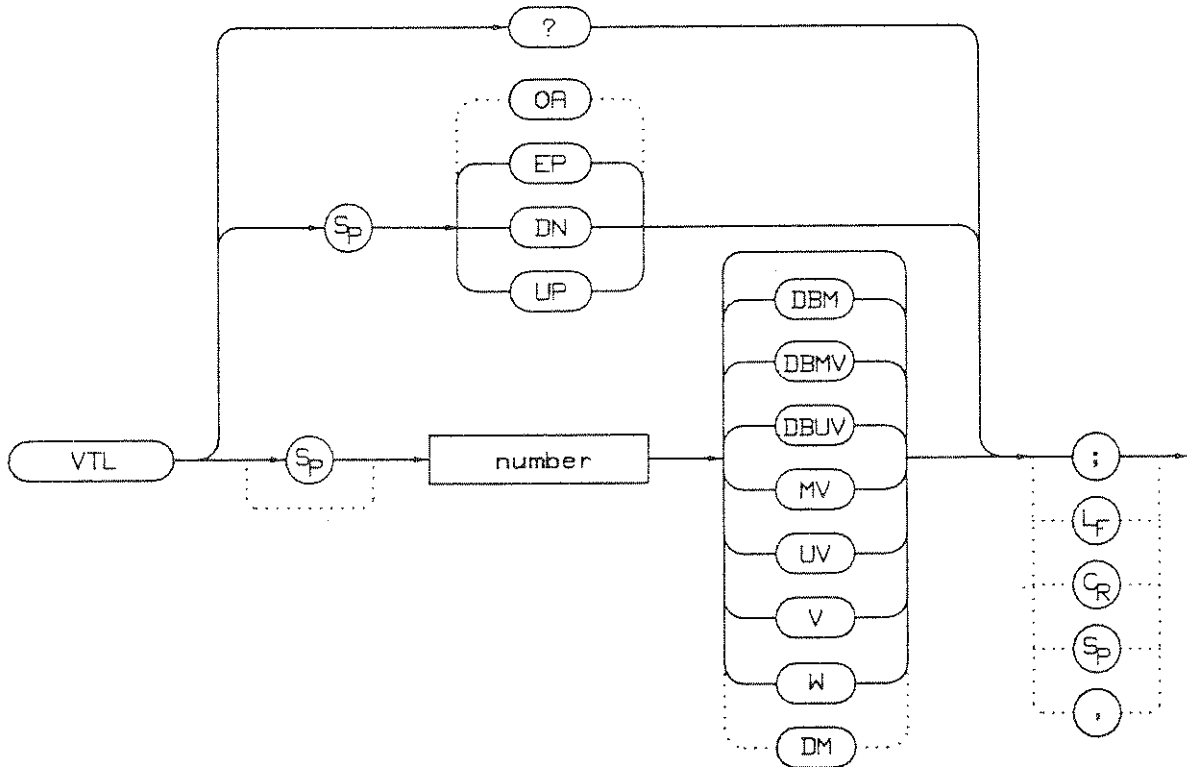 ?
OA
EP
SP
DN
UP
DBM
DBMV
DBUV
VTL
SP
number
;
MV
LF
UV
CR
V
SP
W
,
DM